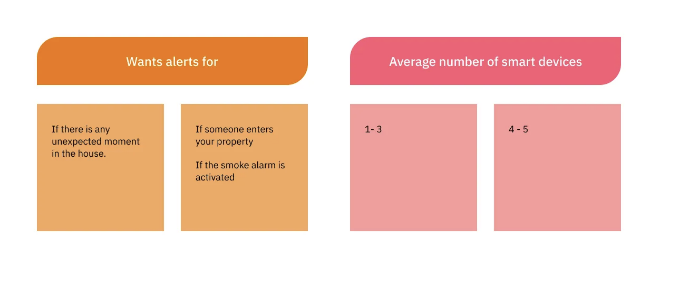 Wants alerts for
If there is any
unexpected moment
in the house.
If someone enters
your property
If the smoke alarm is
activated
Average number of smart devices
1- 3
4 - 5